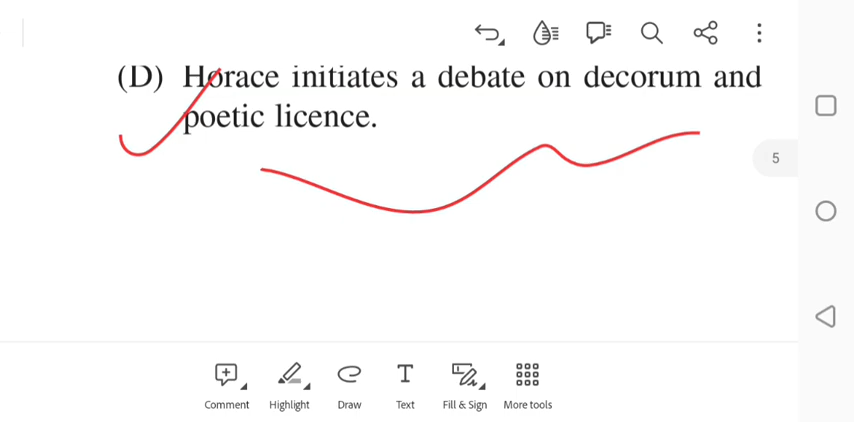 (D) Horace initiates a debate on decorum and
poetic licence.
5
Comment Highlight Draw Text Fill & Sign More tools